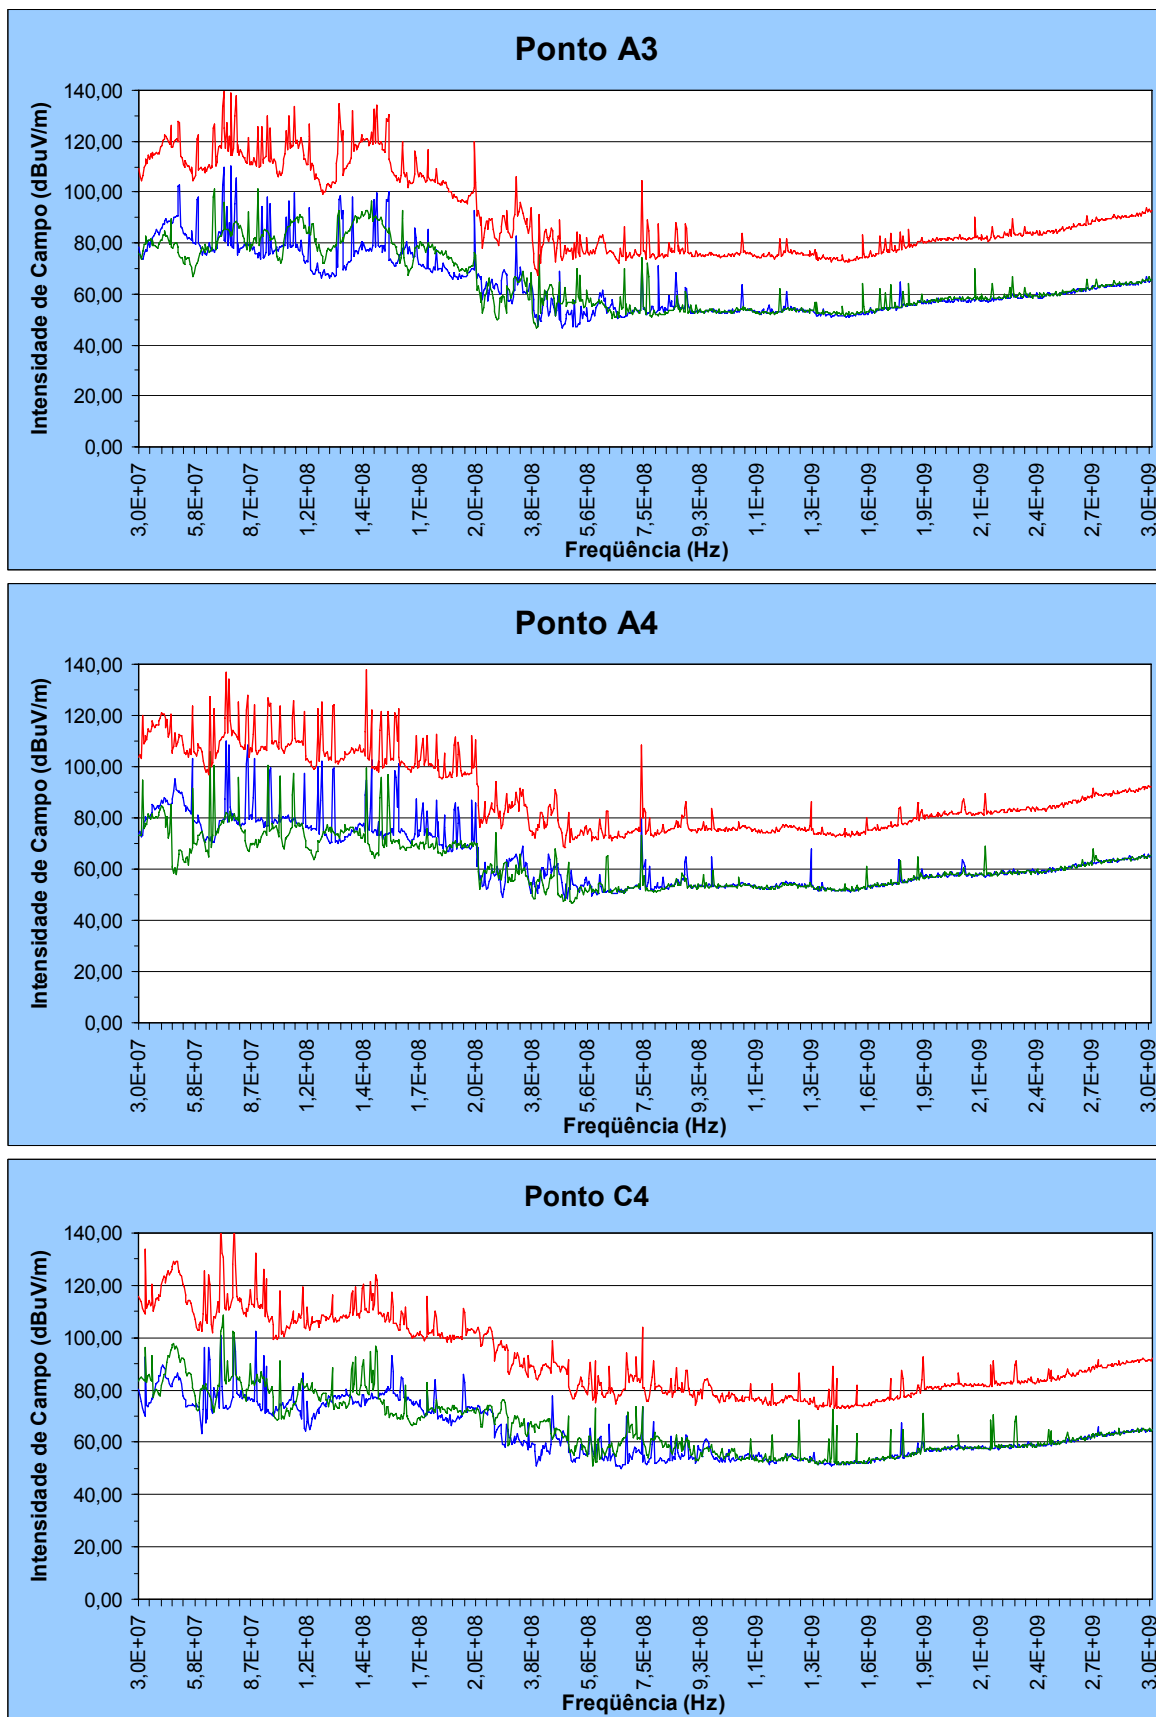 Ponto A3
Intensidade de Campo (dBuV/m)
140,00
120,00
100,00
80,00
60,00
40,00
20,00
0,00
3,0E+07
5,8E+07
8,7E+07
1,2E+08
1,4E+08
1,7E+08
2,0E+08
3,8E+08
5,6E+08
7,5E+08
9,3E+08
1,1E+09
1,3E+09
1,6E+09
1,9E+09
2,1E+09
2,4E+09
2,7E+09
3,0E+09
Freqüência (Hz)
Ponto A4
Intensidade de Campo (dBuV/m)
140,00
120,00
100,00
80,00
60,00
40,00
20,00
0,00
3,0E+07
5,8E+07
8,7E+07
1,2E+08
1,4E+08
1,7E+08
2,0E+08
3,8E+08
5,6E+08
7,5E+08
9,3E+08
1,1E+09
1,3E+09
1,6E+09
1,9E+09
2,1E+09
2,4E+09
2,7E+09
3,0E+09
Freqüência (Hz)
Ponto C4
Intensidade de Campo (dBuV/m)
140,00
120,00
100,00
80,00
60,00
40,00
20,00
0,00
3,0E+07
5,8E+07
8,7E+07
1,2E+08
1,4E+08
1,7E+08
2,0E+08
3,8E+08
5,6E+08
7,5E+08
9,3E+08
1,1E+09
1,3E+09
1,6E+09
1,9E+09
2,1E+09
2,4E+09
2,7E+09
3,0E+09
Freqüência (Hz)